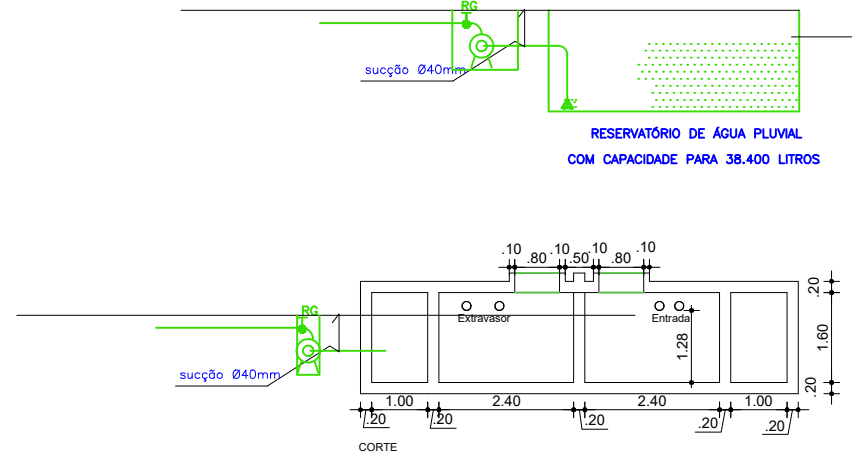 RG
sucção Ø40mm
RESERVATÓRIO DE ÁGUA PLUVIAL
COM CAPACIDADE PARA 38.400 LITROS
.10 .80 .10 .50 .10 .80 .10
.20
RG
Extravasor Entrada
1.28
1.60
sucção Ø40mm
.20
1.00 2.40 2.40 1.00
.20 .20 .20 .20 .20
CORTE